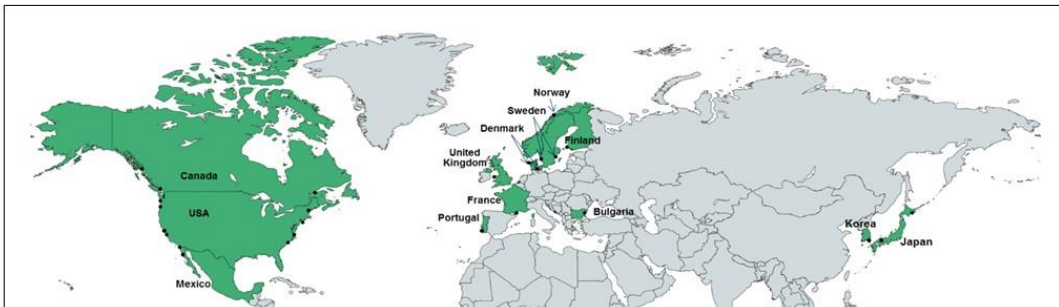 Norway
Sweden
Denmark
Finland
United
Kingdom
Canada
USA
France
Portugal
Bulgaria
Korea
Japan
Mexico